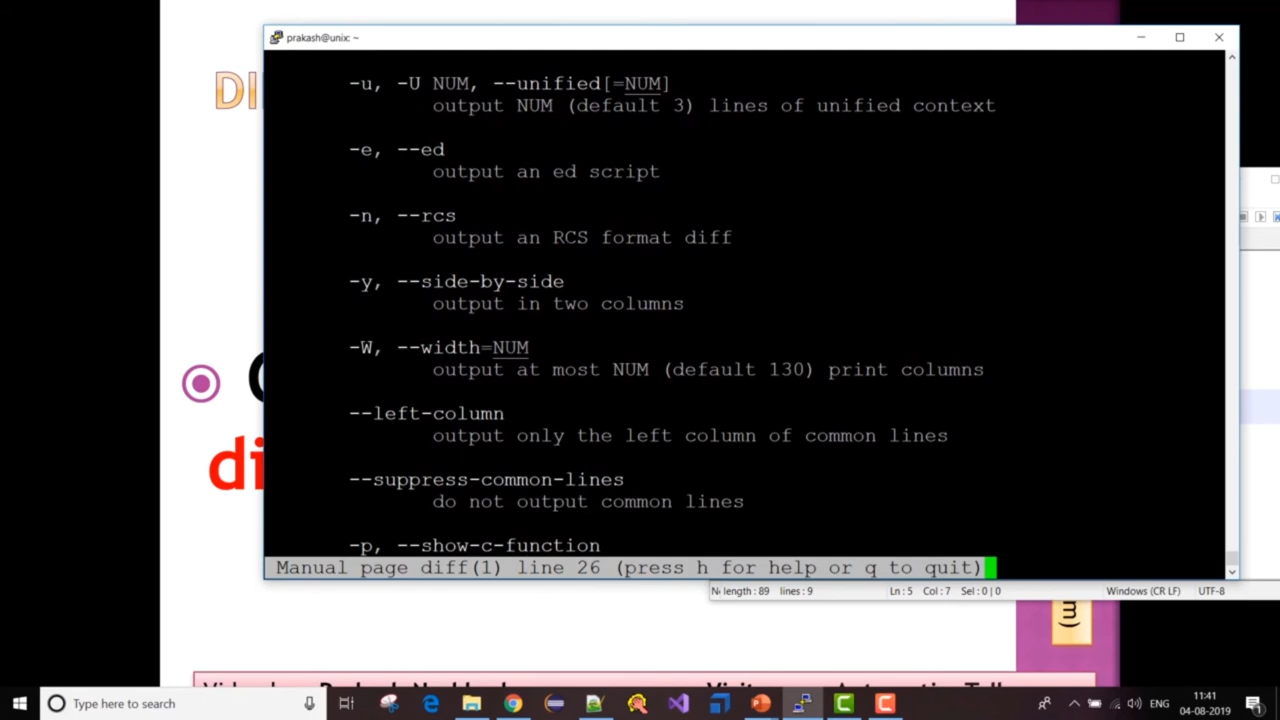 prakash@unix: ~
-u, -U NUM, --unified[=NUM]
output NUM (default 3) lines of unified context
-e, --ed
output an ed script
-n, --rcs
output an RCS format diff
-y, --side-by-side
output in two columns
-W, --width=NUM
output at most NUM (default 130) print columns
--left-column
output only the left column of common lines
--suppress-common-lines
do not output common lines
-p, --show-c-function
Manual page diff(1) line 26 (press h for help or q to quit)
DI
di
m)
length : 89 lines : 9 Ln : 5 Col : 7 Sel : 0 | 0 Windows (CR LF) UTF-8
Type here to search
ENG
11:41
04-08-2019
1